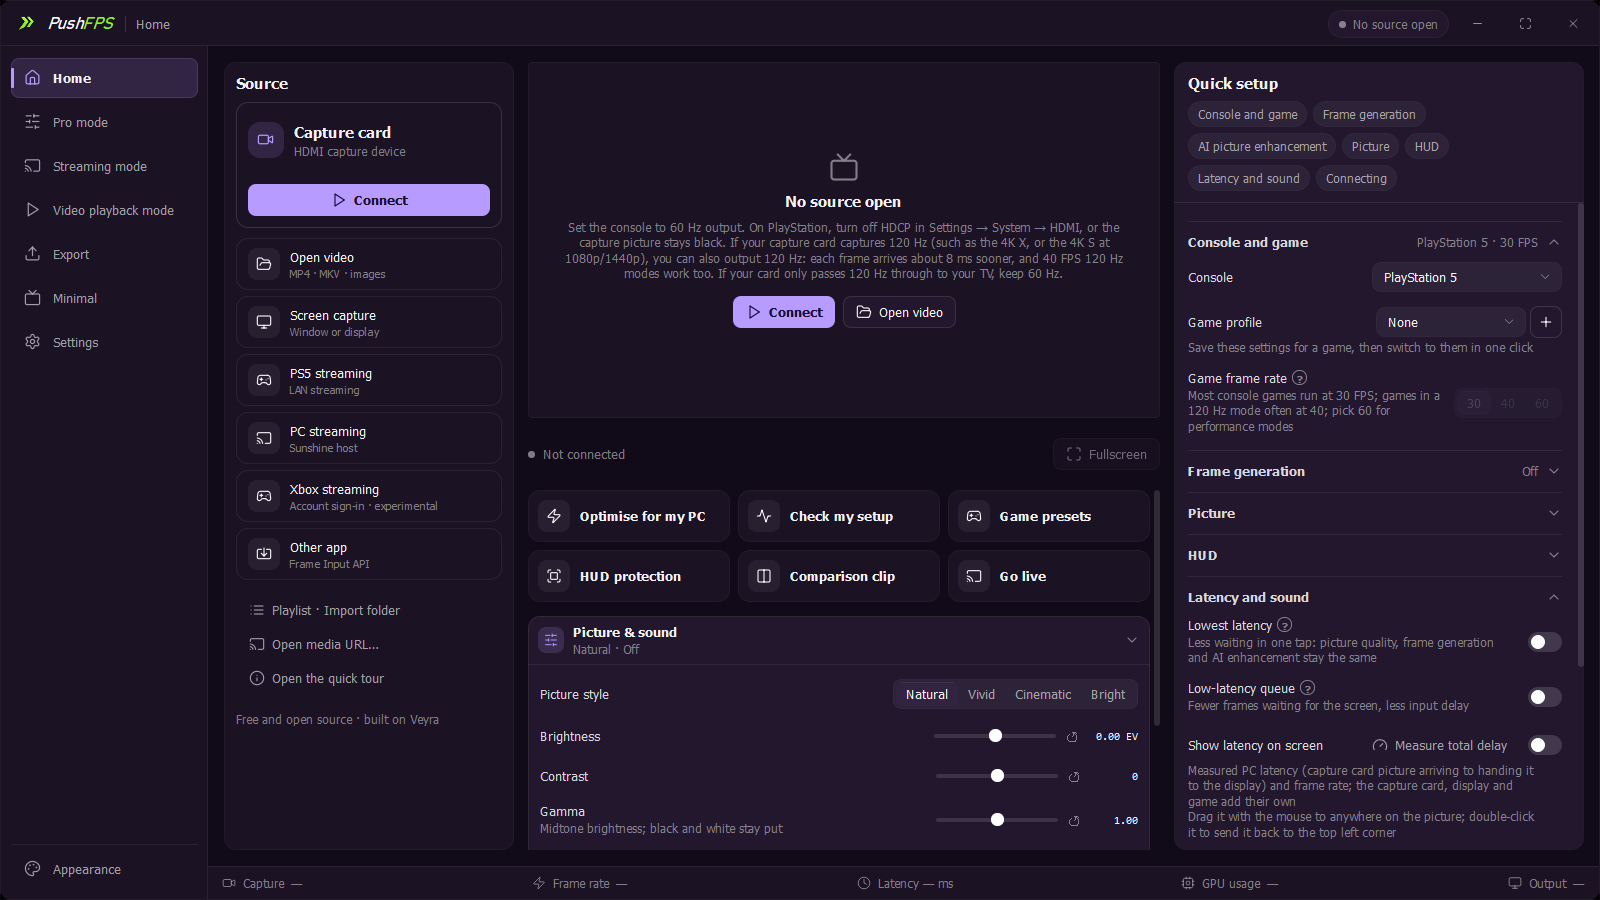 PushFPS
Home
No source open
Home
Pro mode
Streaming mode
Video playback mode
Export
Minimal
Settings
Appearance
Source
Capture card
HDMI capture device
Connect
Open video
MP4 · MKV · images
Screen capture
Window or display
PS5 streaming
LAN streaming
PC streaming
Sunshine host
Xbox streaming
Account sign-in · experimental
Other app
Frame Input API
Playlist · Import folder
Open media URL...
Open the quick tour
Free and open source · built on Veyra
No source open
Set the console to 60 Hz output. On PlayStation, turn off HDCP in Settings → System → HDMI, or the
capture picture stays black. If your capture card captures 120 Hz (such as the 4K X, or the 4K S at
1080p/1440p), you can also output 120 Hz: each frame arrives about 8 ms sooner, and 40 FPS 120 Hz
modes work too. If your card only passes 120 Hz through to your TV, keep 60 Hz.
Connect
Open video
Not connected
Fullscreen
Optimise for my PC
Check my setup
Game presets
HUD protection
Comparison clip
Go live
Picture & sound
Natural · Off
Picture style
Natural Vivid Cinematic Bright
Brightness
0.00 EV
Contrast
0
Gamma
Midtone brightness; black and white stay put
1.00
Quick setup
Console and game
Frame generation
AI picture enhancement
Picture
HUD
Latency and sound
Connecting
Console and game
PlayStation 5 · 30 FPS
Console
PlayStation 5
Game profile
None
+
Save these settings for a game, then switch to them in one click
Game frame rate ?
Most console games run at 30 FPS; games in a
120 Hz mode often at 40; pick 60 for
performance modes
30 40 60
Frame generation
Off
Picture
HUD
Latency and sound
Lowest latency ?
Less waiting in one tap: picture quality, frame generation
and AI enhancement stay the same
Low-latency queue ?
Fewer frames waiting for the screen, less input delay
Show latency on screen
Measure total delay
Measured PC latency (capture card picture arriving to handing it
to the display) and frame rate; the capture card, display and
game add their own
Drag it with the mouse to anywhere on the picture; double-click
it to send it back to the top left corner
Capture —
Frame rate —
Latency — ms
GPU usage —
Output —